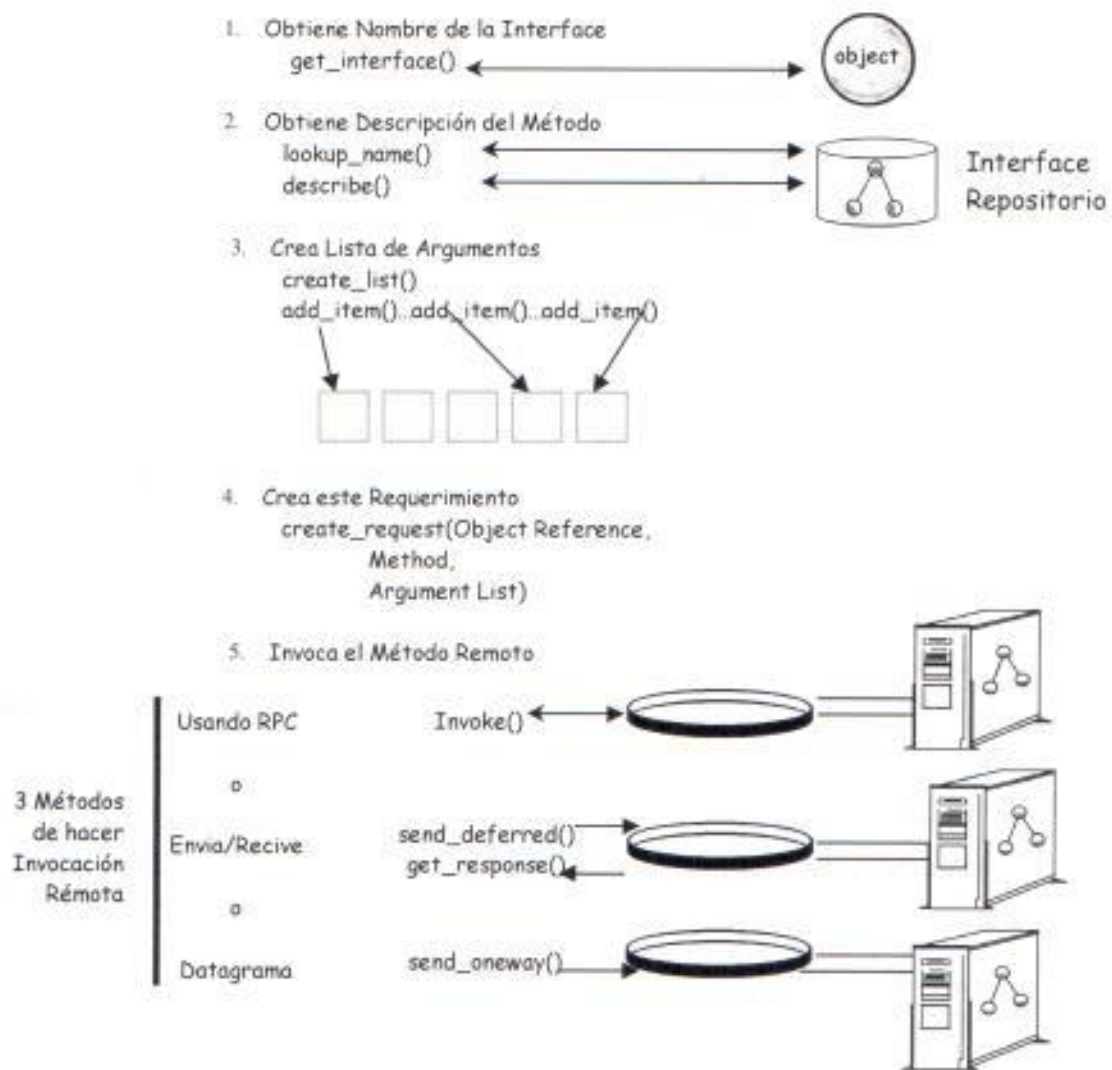 1. Obtiene Nombre de la Interface
get_interface()
object
2. Obtiene Descripción del Método
lookup_name()
describe()
Interface
Repositorio
3. Crea Lista de Argumentos
create_list()
add_item()..add_item()..add_item()
4. Crea este Requerimiento
create_request(Object Reference,
Method,
Argument List)
5. Invoca el Método Remoto
3 Métodos
de hacer
Invocación
Rémota
Usando RPC
Invoke()
o
Envia/Recive
send_deferred()
get_response()
o
Datagrama
send_oneway()